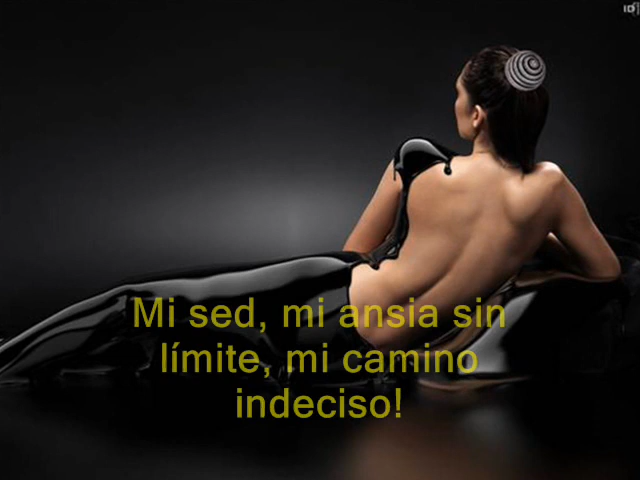 Mi sed, mi ansia sin
límite, mi camino
indeciso!